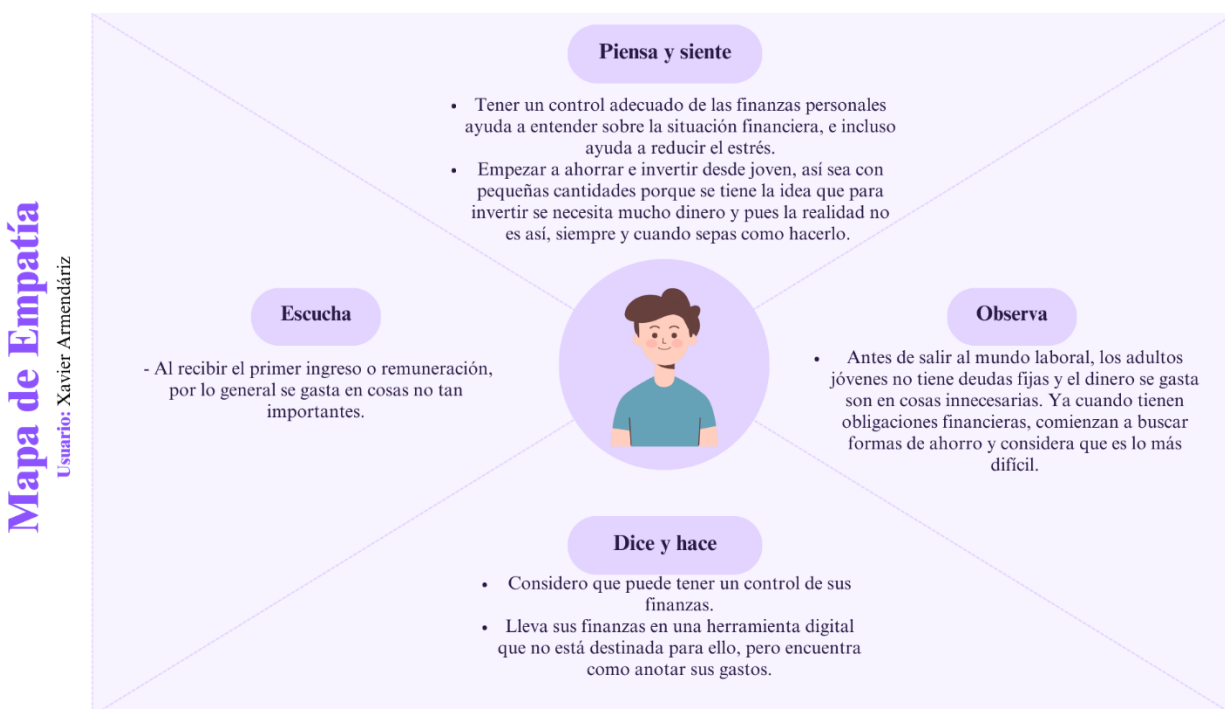 Mapa de Empatía
Usuario: Xavier Armendáriz
Piensa y siente
• Tener un control adecuado de las finanzas personales
ayuda a entender sobre la situación financiera, e incluso
ayuda a reducir el estrés.
• Empezar a ahorrar e invertir desde joven, así sea con
pequeñas cantidades porque se tiene la idea que para
invertir se necesita mucho dinero y pues la realidad no
es así, siempre y cuando sepas como hacerlo.
Escucha
- Al recibir el primer ingreso o remuneración,
por lo general se gasta en cosas no tan
importantes.
Observa
• Antes de salir al mundo laboral, los adultos
jóvenes no tiene deudas fijas y el dinero se gasta
son en cosas innecesarias. Ya cuando tienen
obligaciones financieras, comienzan a buscar
formas de ahorro y considera que es lo más
difícil.
Dice y hace
• Considero que puede tener un control de sus
finanzas.
• Lleva sus finanzas en una herramienta digital
que no está destinada para ello, pero encuentra
como anotar sus gastos.